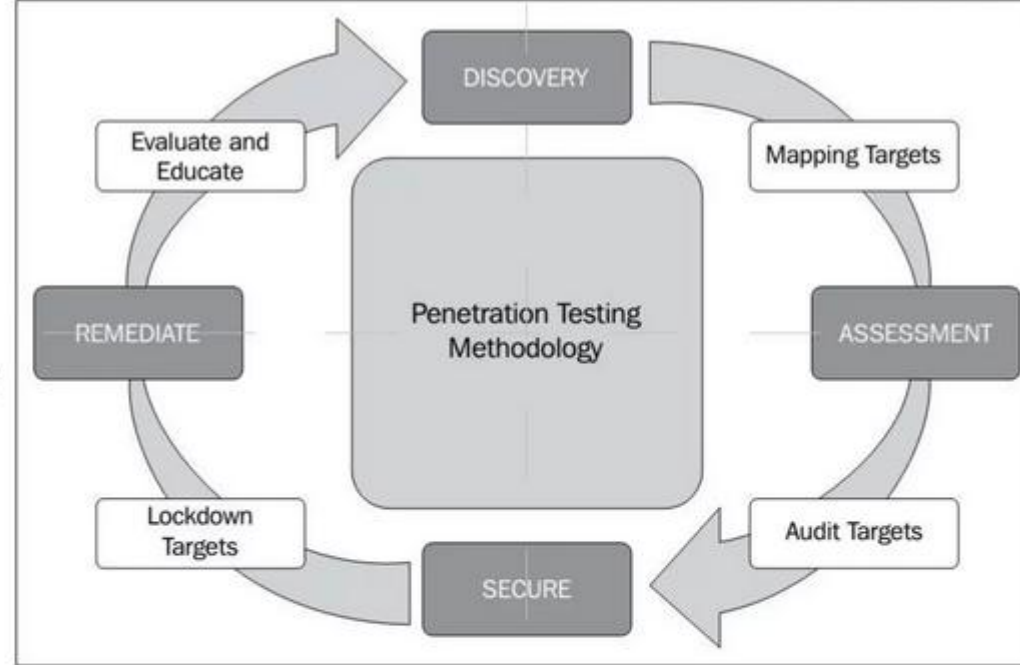 DISCOVERY
Evaluate and
Educate
Mapping Targets
Penetration Testing
Methodology
REMEDIATE
ASSESSMENT
Lockdown
Targets
Audit Targets
SECURE